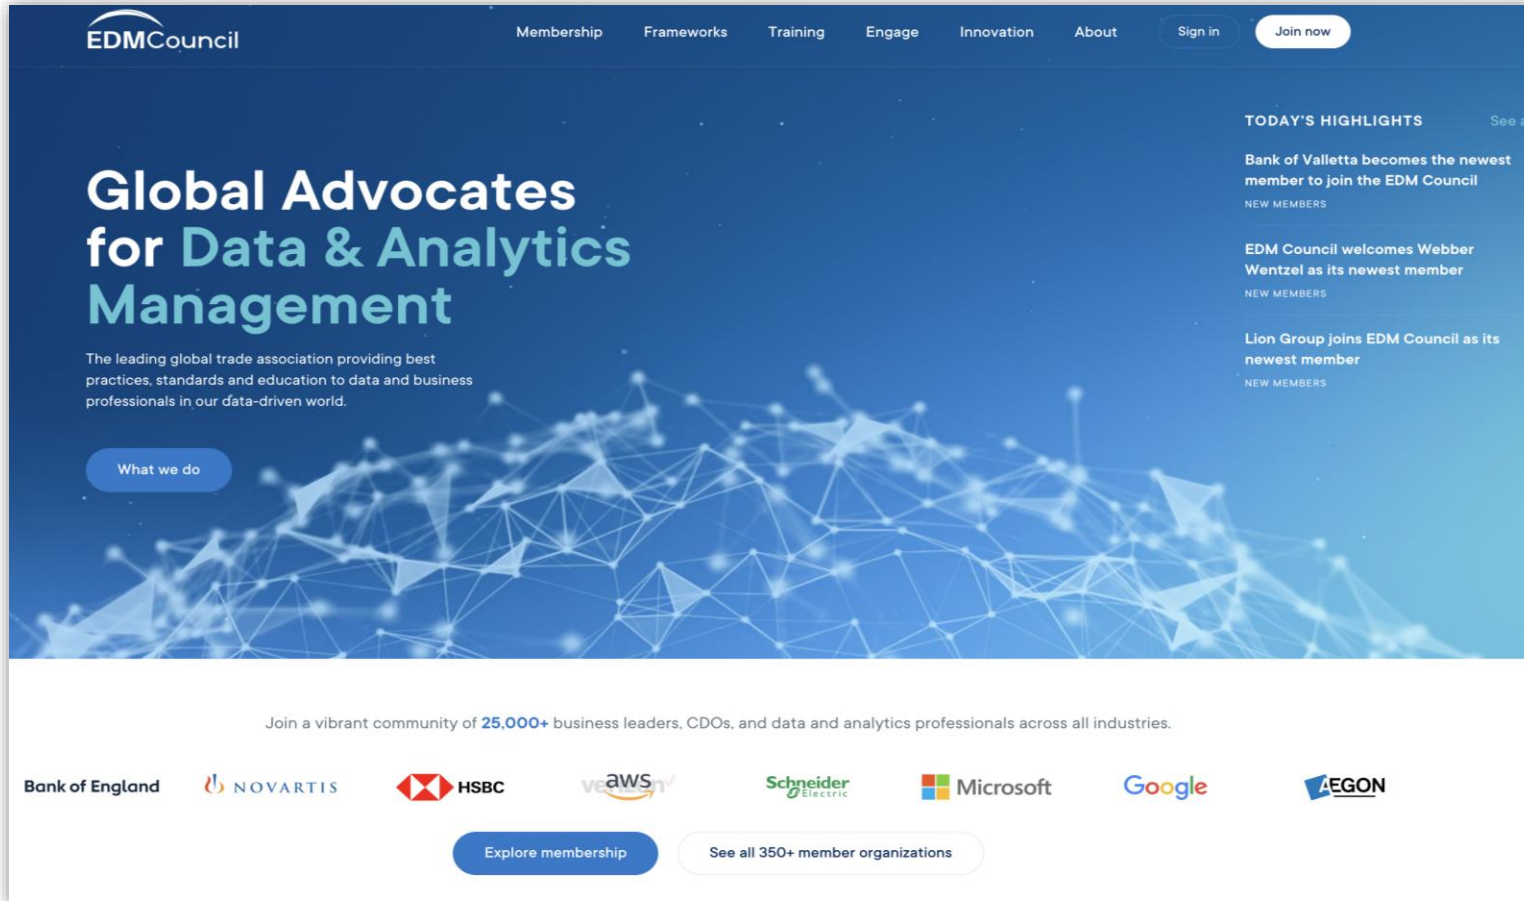 EDMCouncil
Membership Frameworks Training Engage Innovation About Sign in Join now
Global Advocates
for Data & Analytics
Management
The leading global trade association providing best
practices, standards and education to data and business
professionals in our data-driven world.
What we do
TODAY'S HIGHLIGHTS See a
Bank of Valletta becomes the newest
member to join the EDM Council
NEW MEMBERS
EDM Council welcomes Webber
Wentzel as its newest member
NEW MEMBERS
Lion Group joins EDM Council as its
newest member
NEW MEMBERS
Join a vibrant community of 25,000+ business leaders, CDOs, and data and analytics professionals across all industries.
Bank of England NOVARTIS HSBC verizon aws Schneider Electric Microsoft Google AEGON
Explore membership See all 350+ member organizations